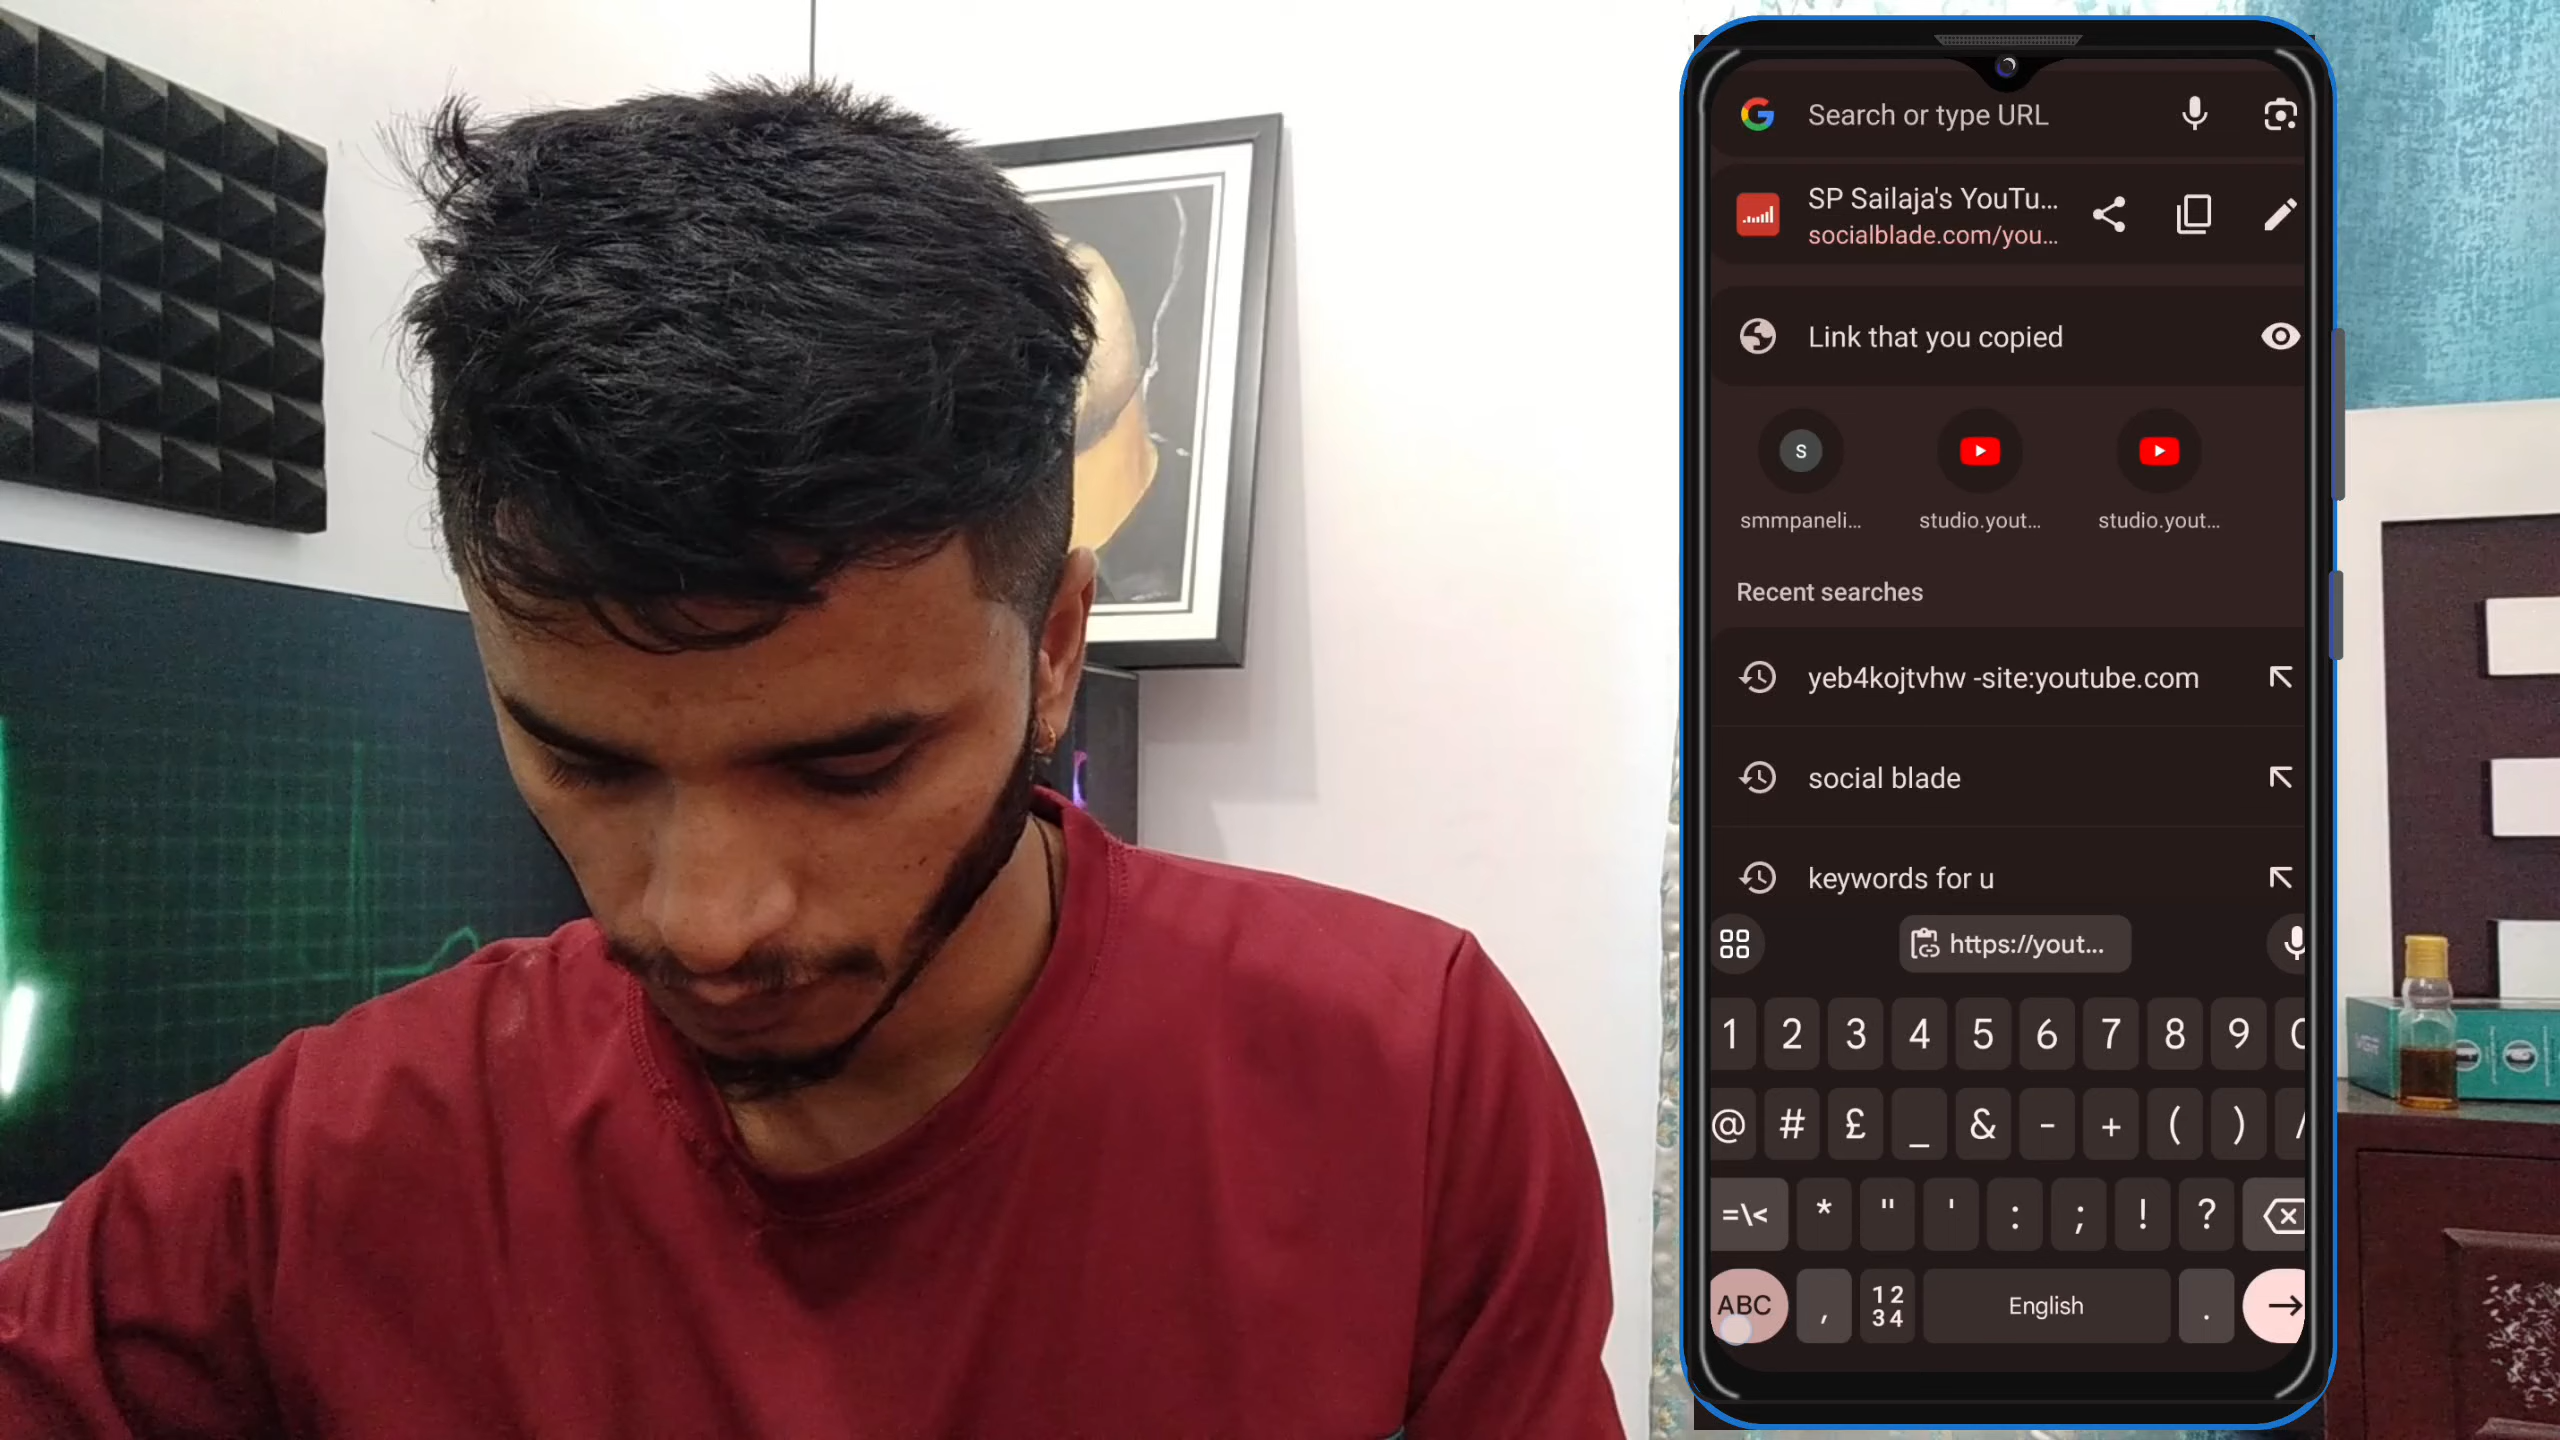 Search or type URL
SP Sailaja's YouTu...
socialblade.com/you...
Link that you copied
S
smmpaneli...
studio.yout...
studio.yout...
Recent searches
yeb4kojtvhw -site:youtube.com
social blade
keywords for u
https://yout...
1 2 3 4 5 6 7 8 9 0
@ # £ _ & - + ( ) /
=\< * " ' : ; ! ?
ABC , 12 34 English .